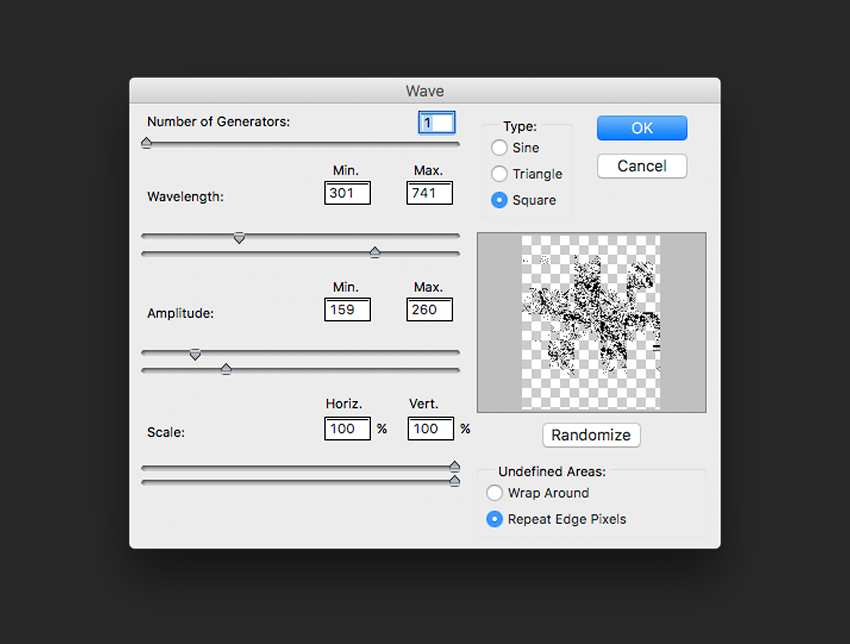 Wave
Number of Generators: 1
Min. Max.
Wavelength: 301 741
Min. Max.
Amplitude: 159 260
Horiz. Vert.
Scale: 100 % 100 %
Type:
Sine
Triangle
Square
OK
Cancel
Randomize
Undefined Areas:
Wrap Around
Repeat Edge Pixels